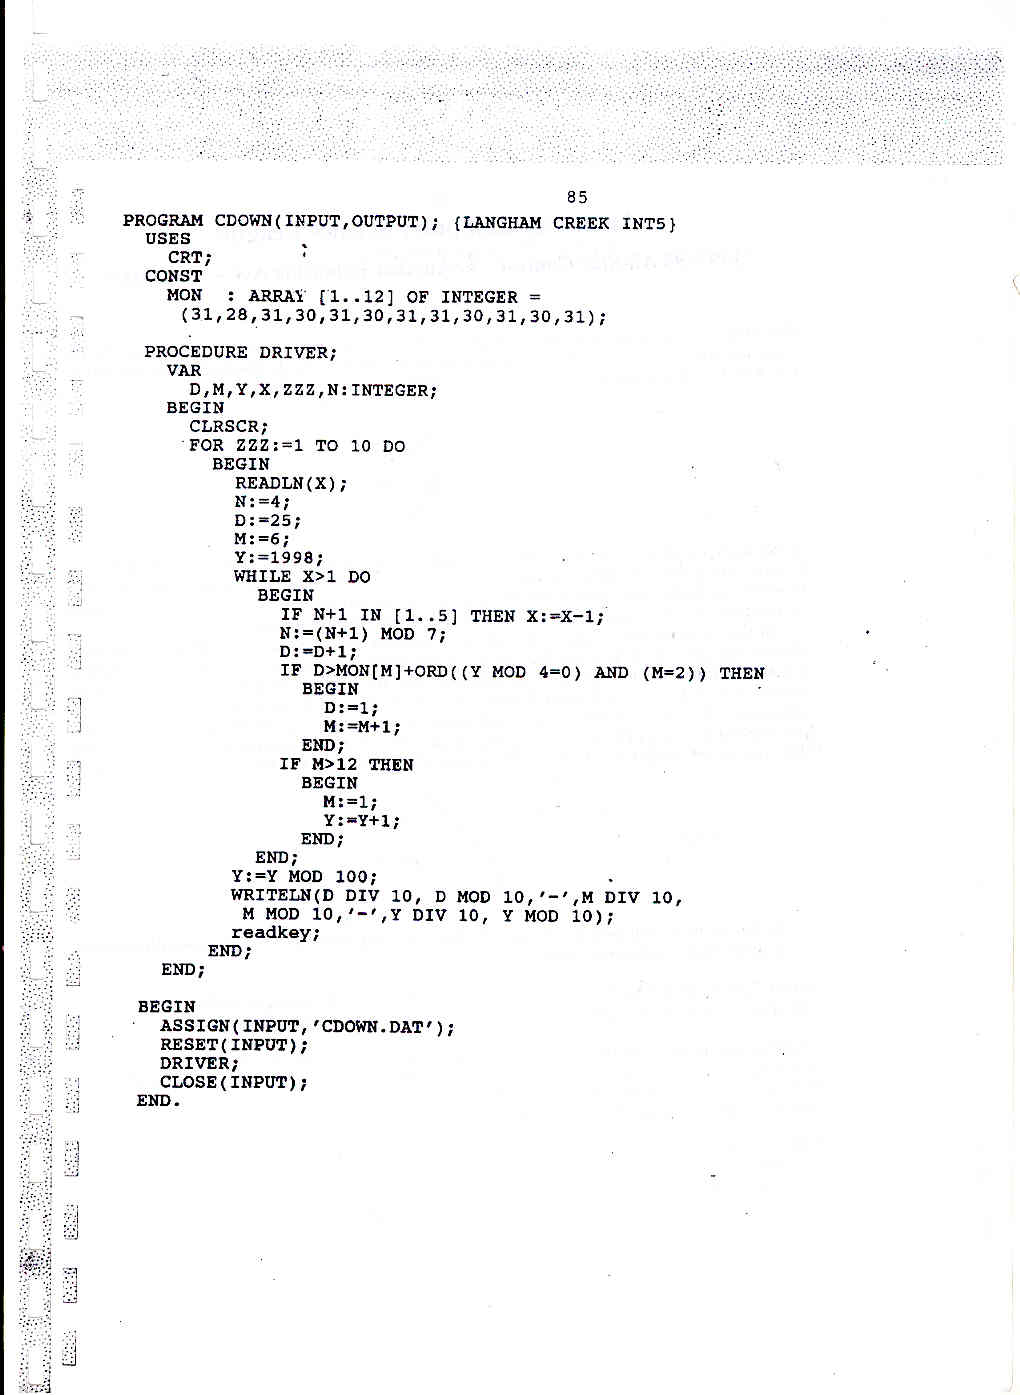 85
PROGRAM CDOWN(INPUT,OUTPUT); {LANGHAM CREEK INT5}
  USES
    CRT;
  CONST
    MON  : ARRAY [1..12] OF INTEGER =
     (31,28,31,30,31,30,31,31,30,31,30,31);

  PROCEDURE DRIVER;
    VAR
      D,M,Y,X,ZZZ,N:INTEGER;
    BEGIN
      CLRSCR;
      FOR ZZZ:=1 TO 10 DO
        BEGIN
          READLN(X);
          N:=4;
          D:=25;
          M:=6;
          Y:=1998;
          WHILE X>1 DO
            BEGIN
              IF N+1 IN [1..5] THEN X:=X-1;
              N:=(N+1) MOD 7;
              D:=D+1;
              IF D>MON[M]+ORD((Y MOD 4=0) AND (M=2)) THEN
                BEGIN
                  D:=1;
                  M:=M+1;
                END;
              IF M>12 THEN
                BEGIN
                  M:=1;
                  Y:=Y+1;
                END;
            END;
          Y:=Y MOD 100;
          WRITELN(D DIV 10, D MOD 10,'-',M DIV 10,
           M MOD 10,'-',Y DIV 10, Y MOD 10);
          readkey;
        END;
    END;

  BEGIN
    ASSIGN(INPUT,'CDOWN.DAT');
    RESET(INPUT);
    DRIVER;
    CLOSE(INPUT);
  END.